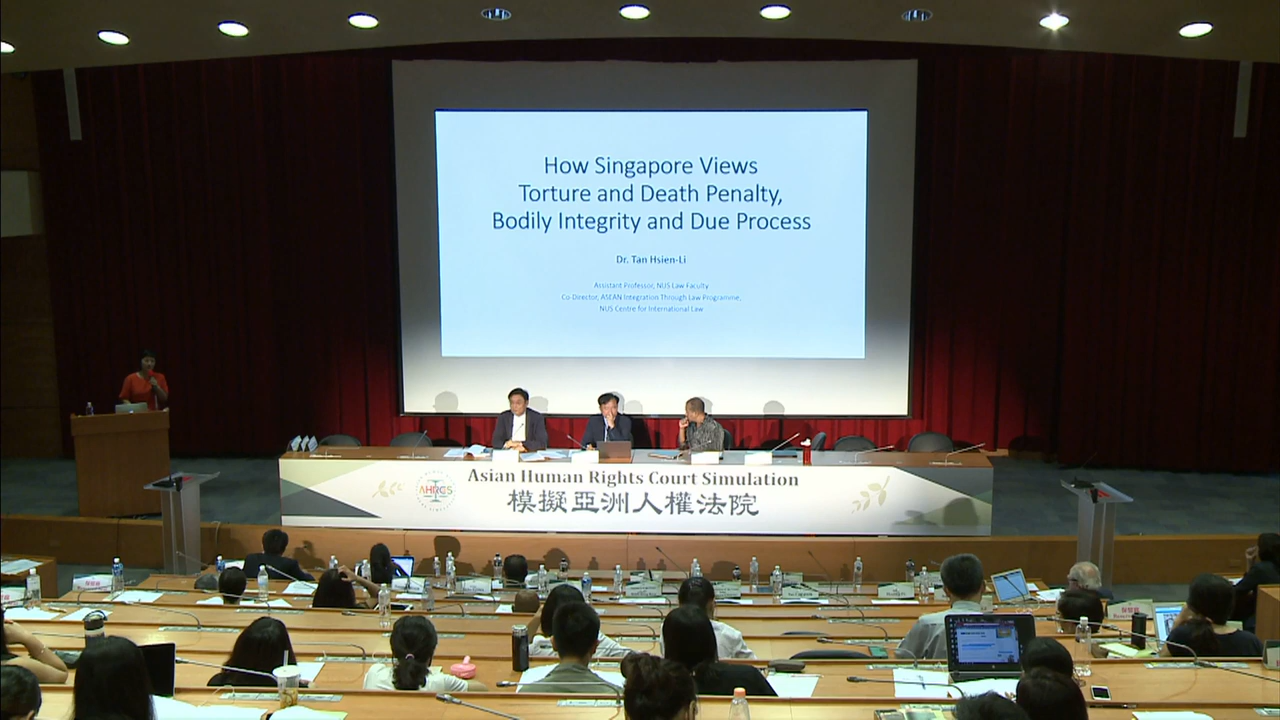 How Singapore Views
Torture and Death Penalty,
Bodily Integrity and Due Process
Dr. Tan Hsien-Li
Assistant Professor, NUS Law Faculty
Co-Director, ASEAN Integration Through Law Programme,
NUS Centre for International Law
Asian Human Rights Court Simulation
AHRCS
模擬亞洲人權法院